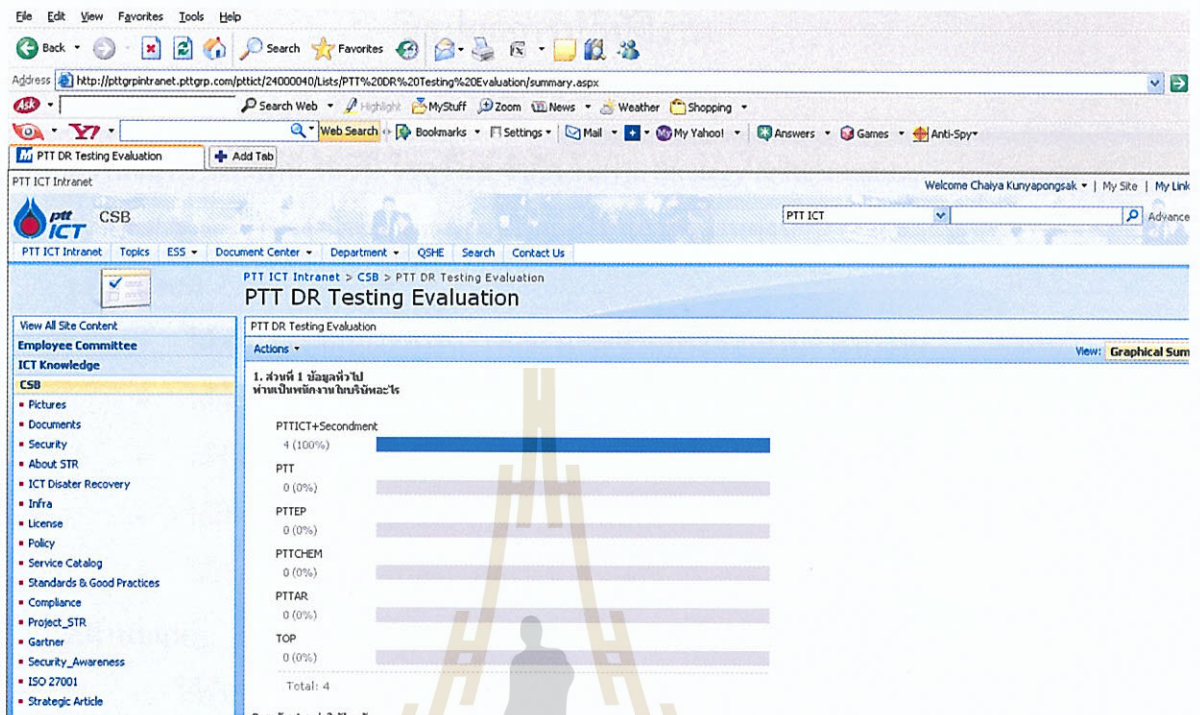 File Edit View Favorites Tools Help
Back Search Favorites
Address http://pttgrpintranet.pttgrp.com/pttict/24000040/Lists/PTT%20DR%20Testing%20Evaluation/summary.aspx
Ask Search Web Highlight MyStuff Zoom News Weather Shopping
Y! Web Search Bookmarks Settings Mail My Yahoo! Answers Games Anti-Spy
PTT DR Testing Evaluation Add Tab
PTT ICT Intranet Welcome Chaiya Kunyapongsak | My Site | My Link
ptt ICT CSB PTT ICT Advance
PTT ICT Intranet Topics ESS Document Center Department QSHE Search Contact Us
PTT ICT Intranet > CSB > PTT DR Testing Evaluation
PTT DR Testing Evaluation
View All Site Content
Employee Committee
ICT Knowledge
CSB
Pictures
Documents
Security
About STR
ICT Disater Recovery
Infra
License
Policy
Service Catalog
Standards & Good Practices
Compliance
Project_STR
Gartner
Security_Awareness
ISO 27001
Strategic Article
PTT DR Testing Evaluation
Actions View: Graphical Sum
1. ส่วนที่ 1 ข้อมูลทั่วไป
ท่านเป็นพนักงานในบริษัทอะไร
PTTICT+Secondment
4 (100%)
PTT
0 (0%)
PTTEP
0 (0%)
PTTCHEM
0 (0%)
PTTAR
0 (0%)
TOP
0 (0%)
Total: 4